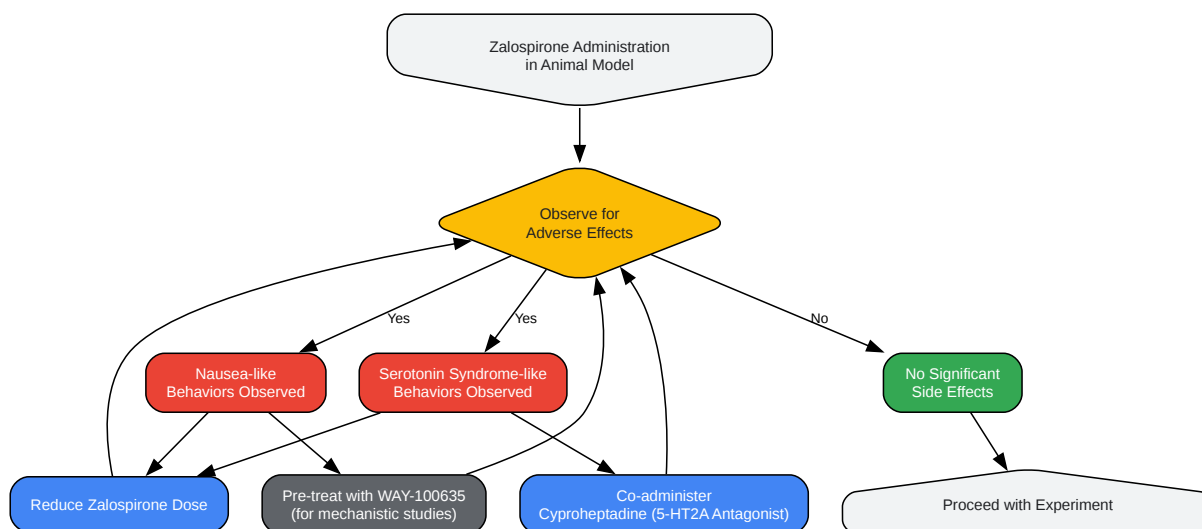 Zalospirone Administration
in Animal Model
Observe for
Adverse Effects
Yes
Yes
No
Nausea-like
Behaviors Observed
Serotonin Syndrome-like
Behaviors Observed
No Significant
Side Effects
Reduce Zalospirone Dose
Pre-treat with WAY-100635
(for mechanistic studies)
Co-administer
Cyproheptadine (5-HT2A Antagonist)
Proceed with Experiment